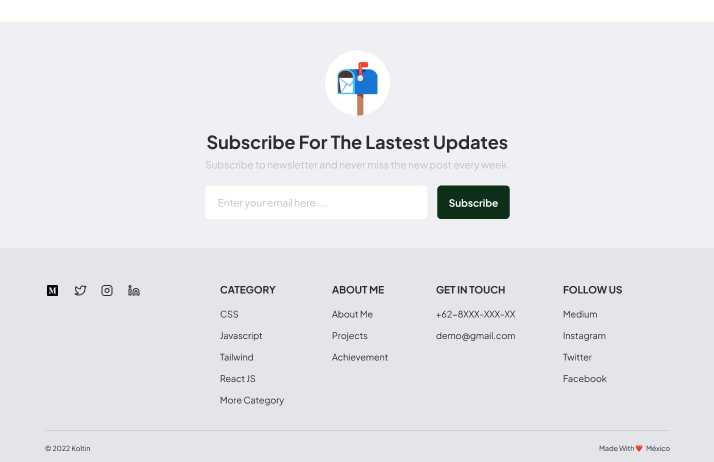 Subscribe For The Lastest Updates
Subscribe to newsletter and never miss the new post every week.
Enter your email here....
Subscribe
CATEGORY
CSS
Javascript
Tailwind
React JS
More Category
ABOUT ME
About Me
Projects
Achievement
GET IN TOUCH
+62-8XXX-XXX-XX
demo@gmail.com
FOLLOW US
Medium
Instagram
Twitter
Facebook
© 2022 Koltin
Made With ❤️ México